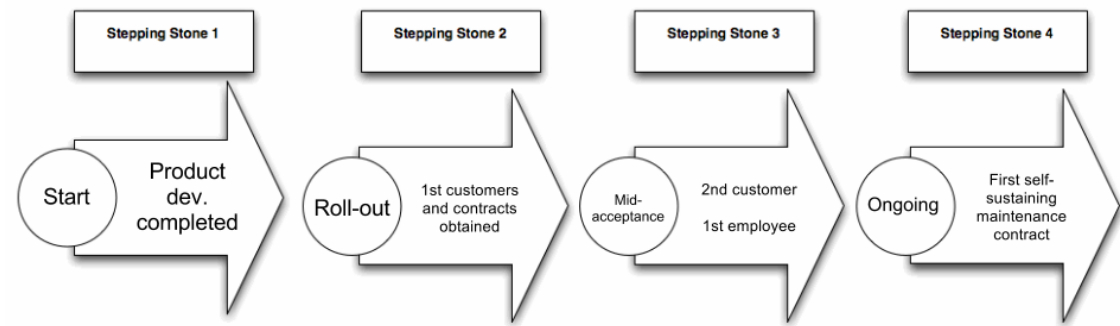 Stepping Stone 1
Stepping Stone 2
Stepping Stone 3
Stepping Stone 4
Start
Product
dev.
completed
Roll-out
1st customers
and contracts
obtained
Mid-
acceptance
2nd customer
1st employee
Ongoing
First self-
sustaining
maintenance
contract